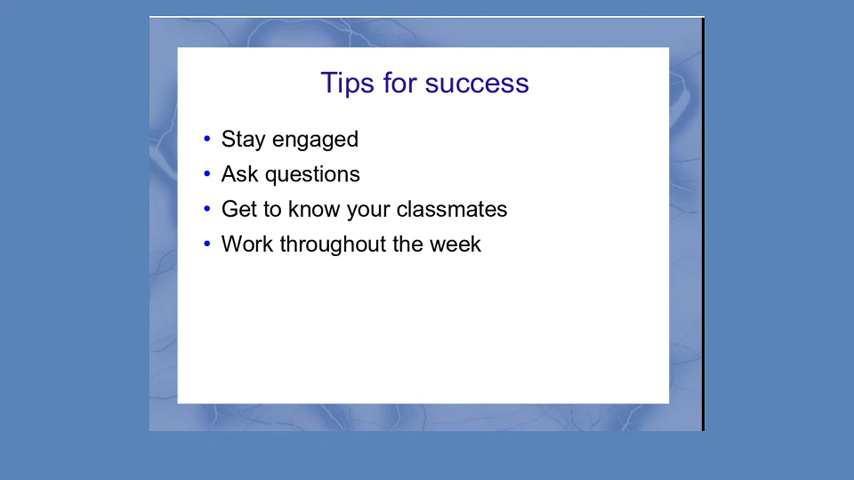 Tips for success
• Stay engaged
• Ask questions
• Get to know your classmates
• Work throughout the week